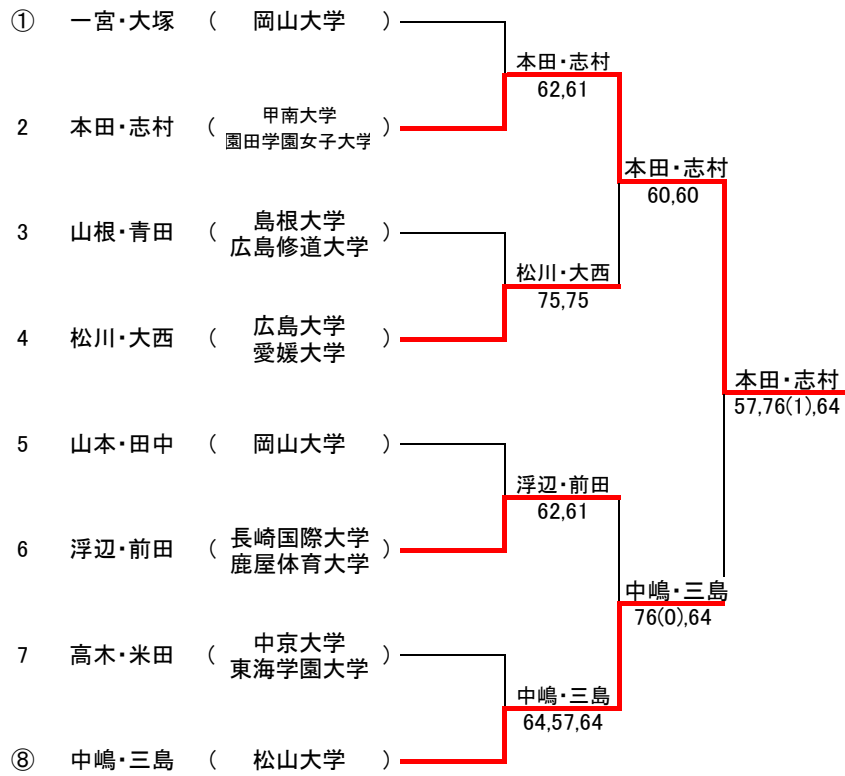 ① 一宮・大塚 ( 岡山大学 )
本田・志村
62,61
2 本田・志村 ( 甲南大学
園田学園女子大学 )
本田・志村
60,60
3 山根・青田 ( 島根大学
広島修道大学 )
松川・大西
75,75
4 松川・大西 ( 広島大学
愛媛大学 )
本田・志村
57,76(1),64
5 山本・田中 ( 岡山大学 )
浮辺・前田
62,61
6 浮辺・前田 ( 長崎国際大学
鹿屋体育大学 )
中嶋・三島
76(0),64
7 高木・米田 ( 中京大学
東海学園大学 )
中嶋・三島
64,57,64
⑧ 中嶋・三島 ( 松山大学 )